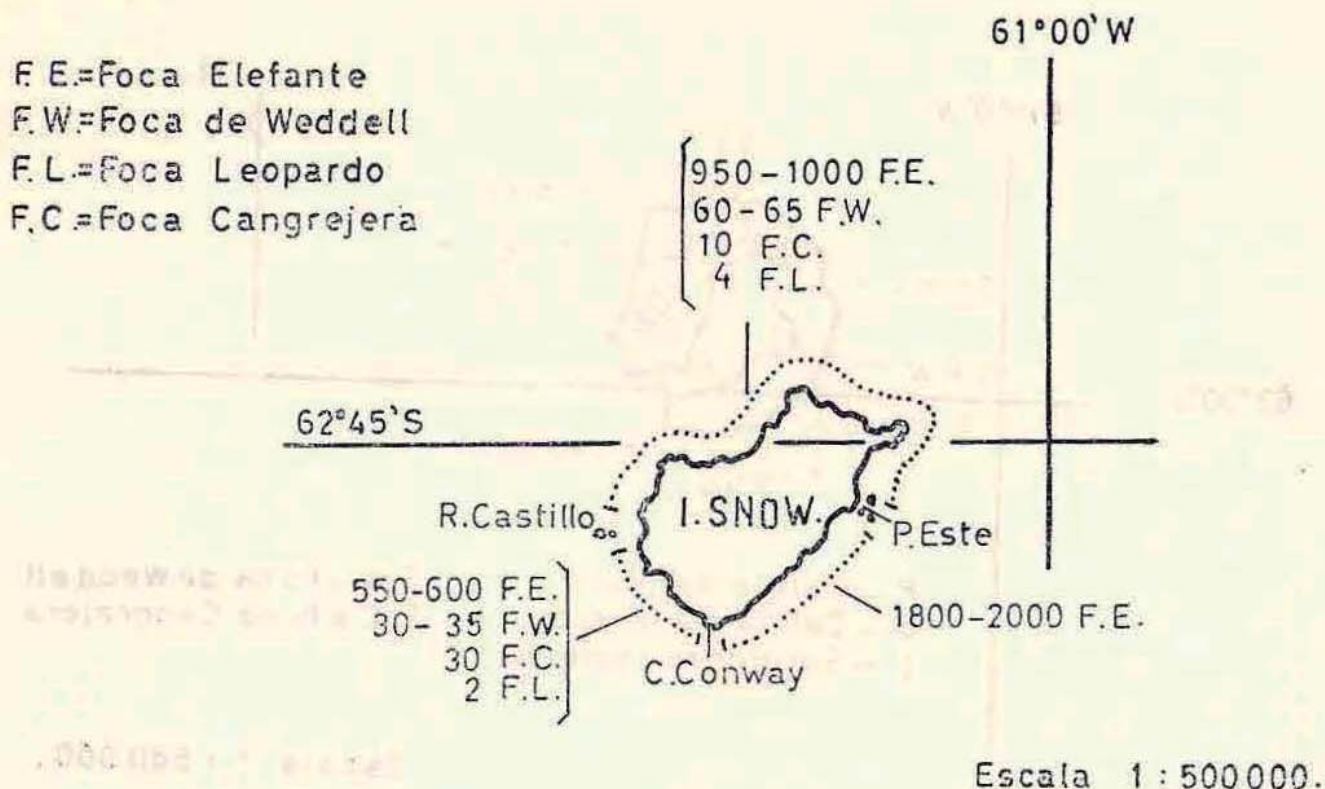 61°00'W
F.E.=Foca Elefante
F.W.=Foca de Weddell
F.L.=Foca Leopardo
F.C.=Foca Cangrejera
950-1000 F.E.
60-65 F.W.
10 F.C.
4 F.L.
62°45'S
R.Castillo
I.SNOW.
P.Este
550-600 F.E.
30-35 F.W.
30 F.C.
2 F.L.
1800-2000 F.E.
C.Conway
Escala 1:500000.